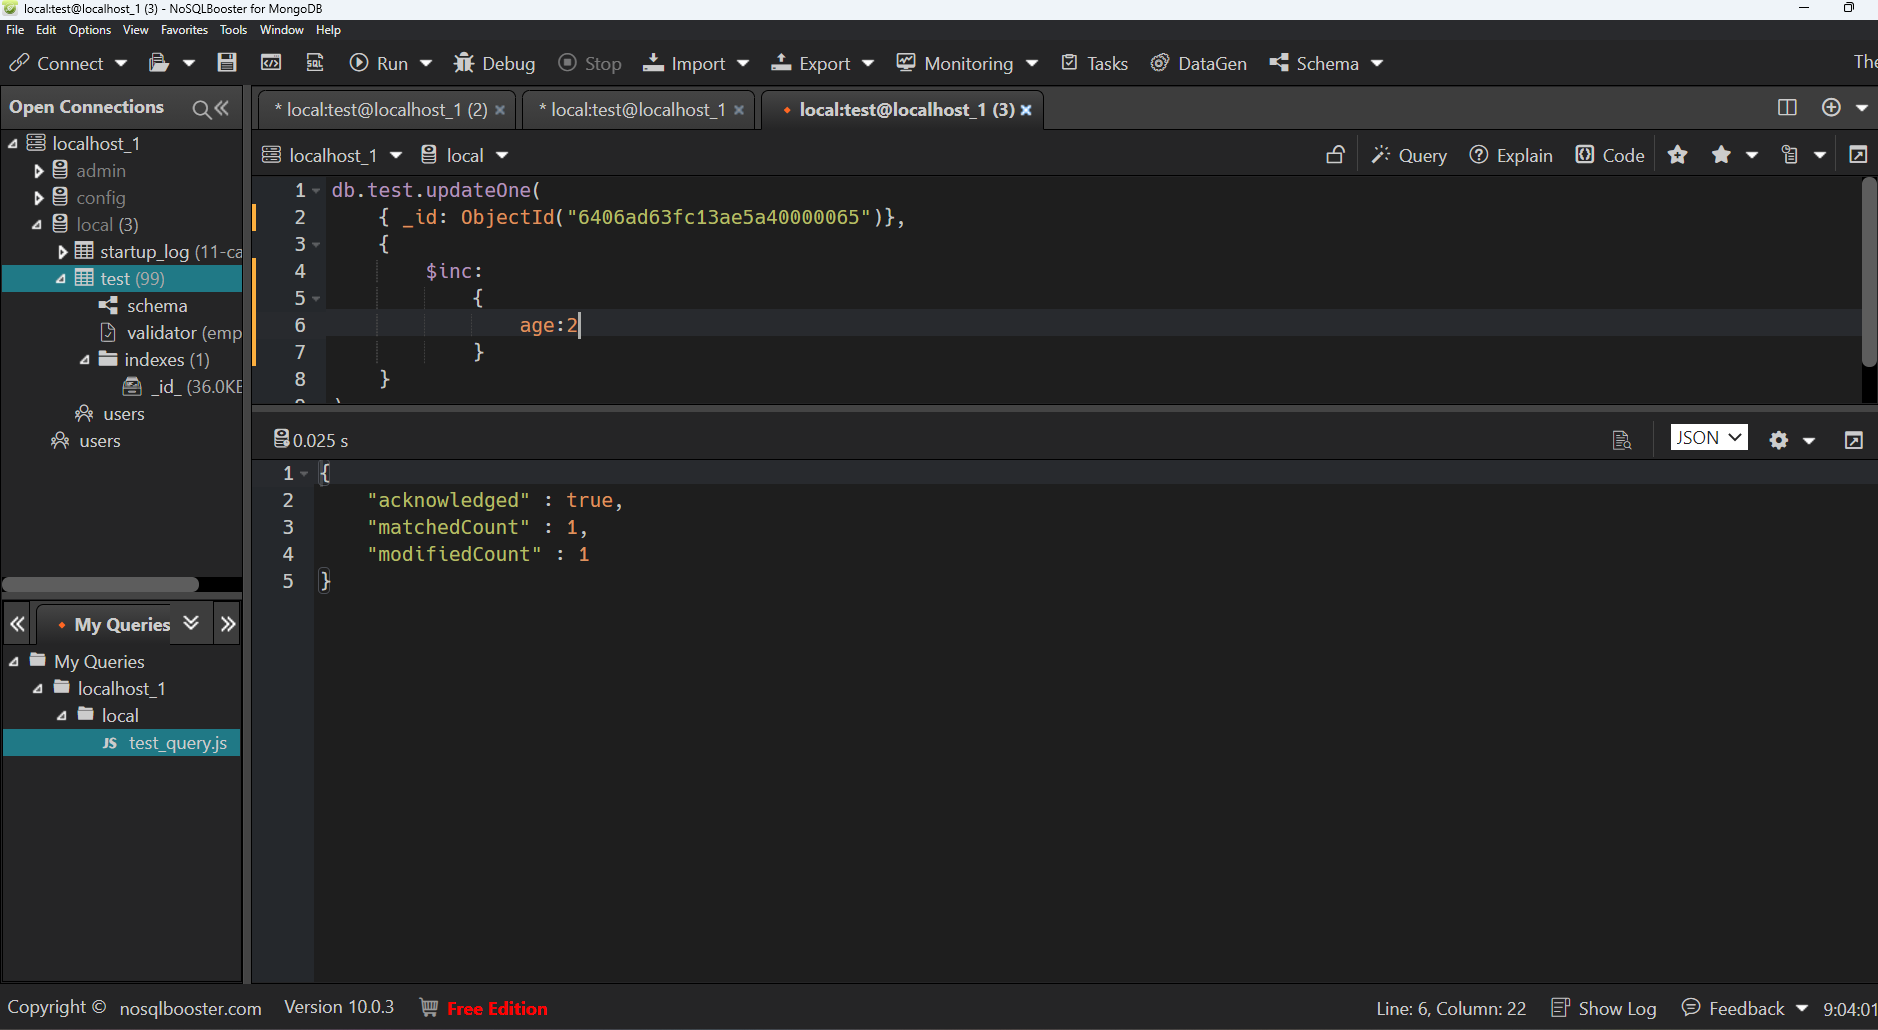 local:test@localhost_1 (3) - NoSQLBooster for MongoDB
File Edit Options View Favorites Tools Window Help
Connect SQL Run Debug Stop Import Export Monitoring Tasks DataGen Schema
Open Connections
localhost_1
admin
config
local (3)
startup_log (11-ca
test (99)
schema
validator (emp
indexes (1)
_id_ (36.0KE
users
users
My Queries
My Queries
localhost_1
local
JS test_query.js
* local:test@localhost_1 (2) * local:test@localhost_1 local:test@localhost_1 (3)
localhost_1 local Query Explain Code
1 db.test.updateOne(
2 { _id: ObjectId("6406ad63fc13ae5a40000065")},
3 {
4 $inc:
5 {
6 age:2
7 }
8 }
0.025 s JSON
1 {
2 "acknowledged" : true,
3 "matchedCount" : 1,
4 "modifiedCount" : 1
5 }
Copyright © nosqlbooster.com Version 10.0.3 Free Edition Line: 6, Column: 22 Show Log Feedback 9:04:01